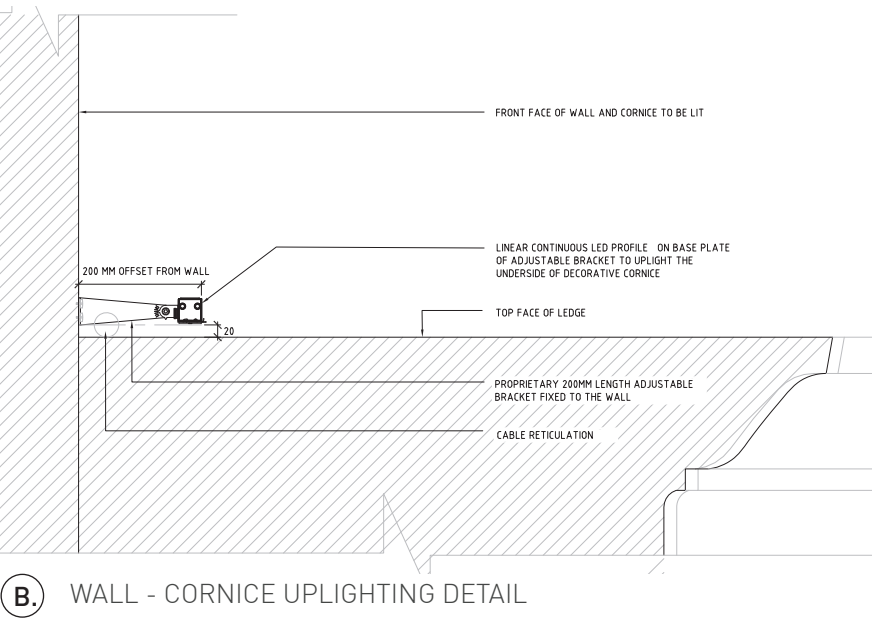 FRONT FACE OF WALL AND CORNICE TO BE LIT
LINEAR CONTINUOUS LED PROFILE ON BASE PLATE
OF ADJUSTABLE BRACKET TO UPLIGHT THE
UNDERSIDE OF DECORATIVE CORNICE
200 MM OFFSET FROM WALL
TOP FACE OF LEDGE
20
PROPRIETARY 200MM LENGTH ADJUSTABLE
BRACKET FIXED TO THE WALL
CABLE RETICULATION
B. WALL - CORNICE UPLIGHTING DETAIL